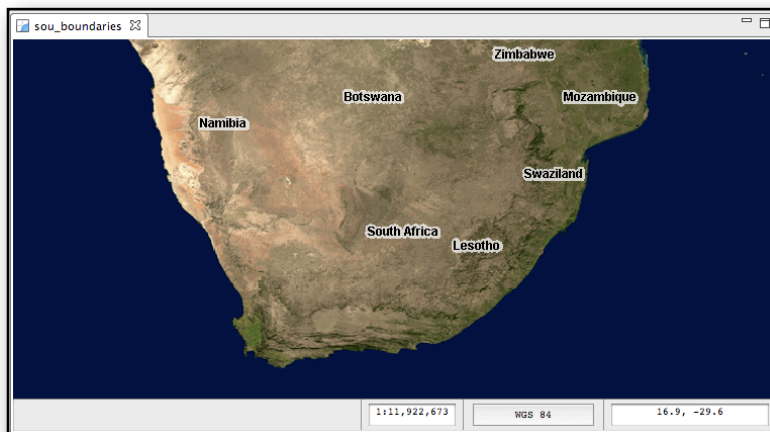 sou_boundaries
Zimbabwe
Botswana
Mozambique
Namibia
Swaziland
South Africa
Lesotho
1:11,922,673
WGS 84
16.9, -29.6